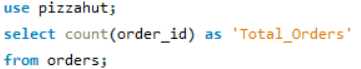 use pizzahut;
select count(order_id) as 'Total_Orders'
from orders;